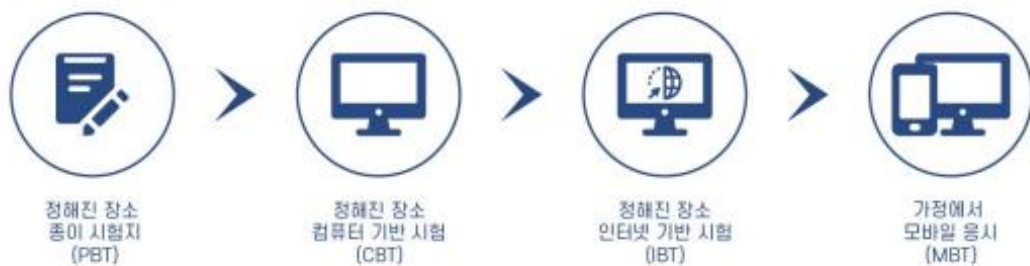 정해진 장소
종이 시험지
(PBT)
정해진 장소
컴퓨터 기반 시험
(CBT)
정해진 장소
인터넷 기반 시험
(IBT)
가정에서
모바일 응시
(MBT)